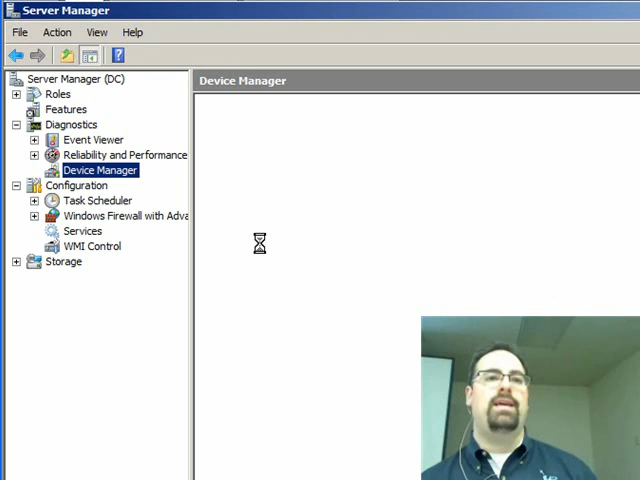 Server Manager
File Action View Help
Server Manager (DC)
Roles
Features
Diagnostics
Event Viewer
Reliability and Performance
Device Manager
Configuration
Task Scheduler
Windows Firewall with Adva
Services
WMI Control
Storage
Device Manager